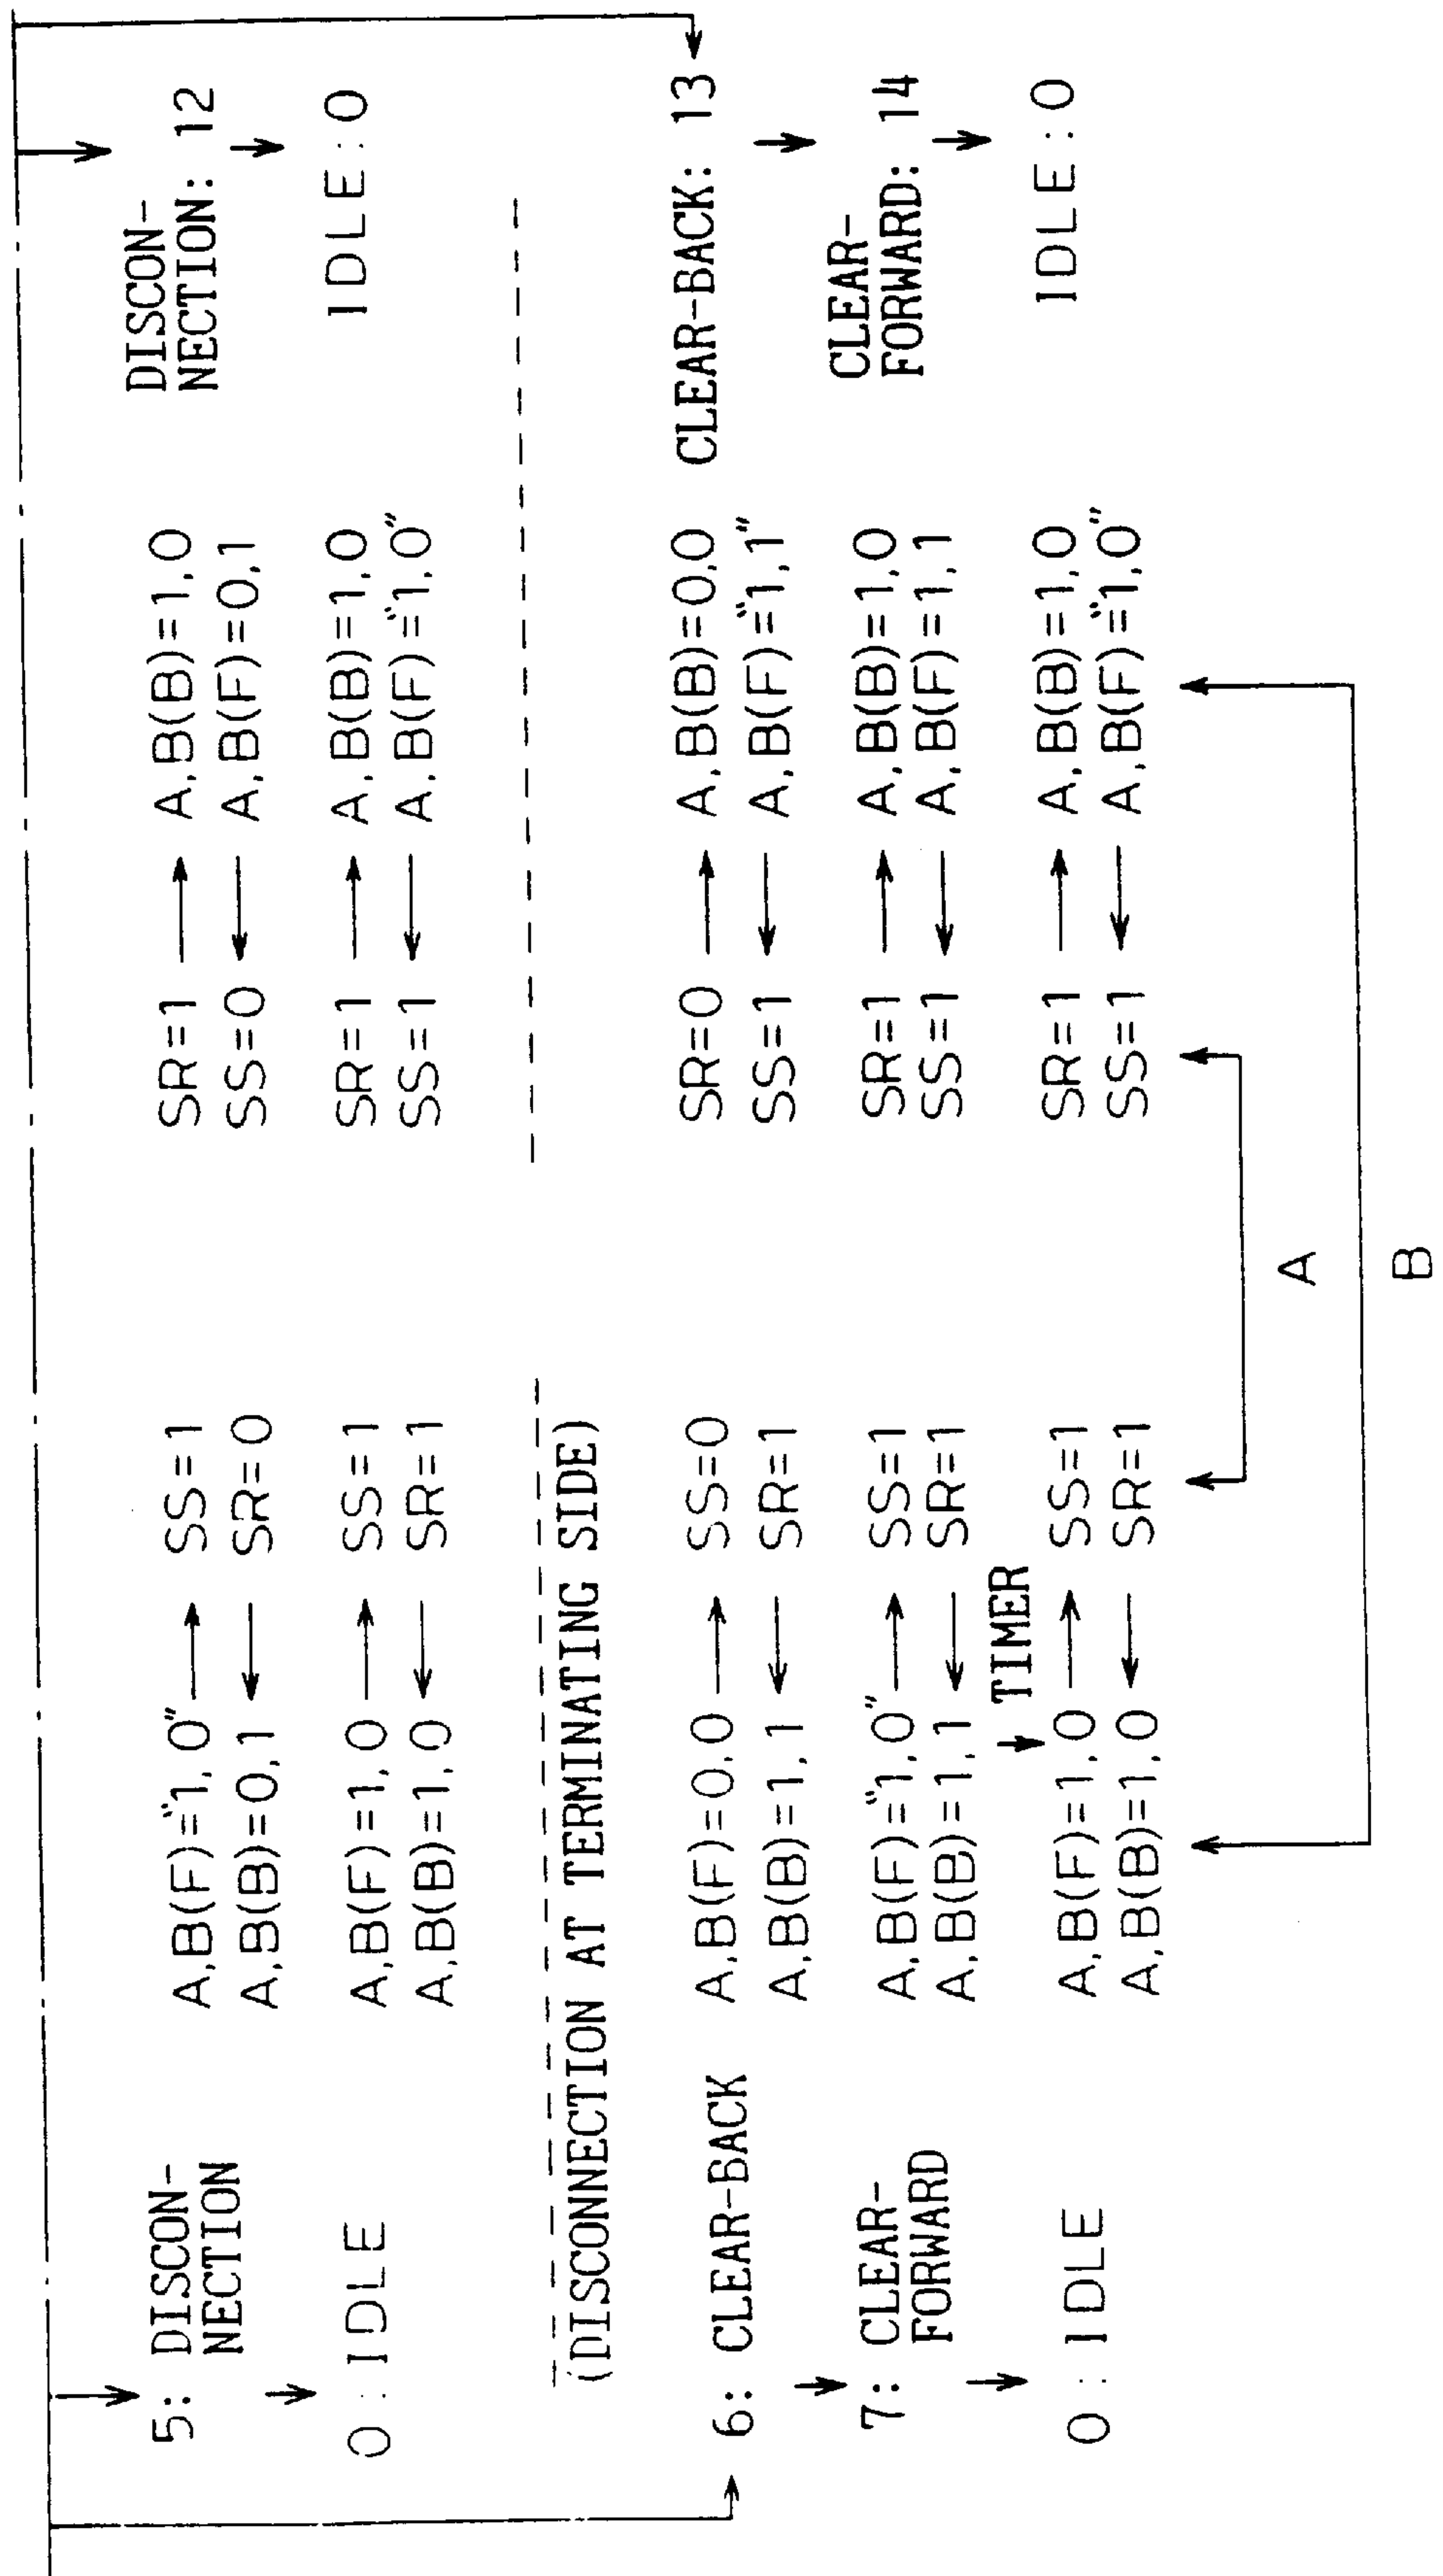 5: DISCON-
NECTION
A,B(F)="1,0" SS=1 SR=1 A,B(B)=1,0
A,B(B)=0,1 SR=0 SS=0 A,B(F)=0,1
DISCON-
NECTION: 12
0: IDLE
A,B(F)=1,0 SS=1 SR=1 A,B(B)=1,0
A,B(B)=1,0 SR=1 SS=1 A,B(F)="1,0"
IDLE:0
(DISCONNECTION AT TERMINATING SIDE)
6: CLEAR-BACK A,B(F)=0,0 SS=0 SR=0 A,B(B)=0,0 CLEAR-BACK: 13
A,B(B)=1,1 SR=1 SS=1 A,B(F)="1,1"
7: CLEAR-
FORWARD
A,B(F)="1,0" SS=1 SR=1 A,B(B)=1,0
A,B(B)=1,1 SR=1 SS=1 A,B(F)=1,1
CLEAR-
FORWARD: 14
TIMER
0: IDLE
A,B(F)=1,0 SS=1 SR=1 A,B(B)=1,0
A,B(B)=1,0 SR=1 SS=1 A,B(F)="1,0"
IDLE:0
A
B